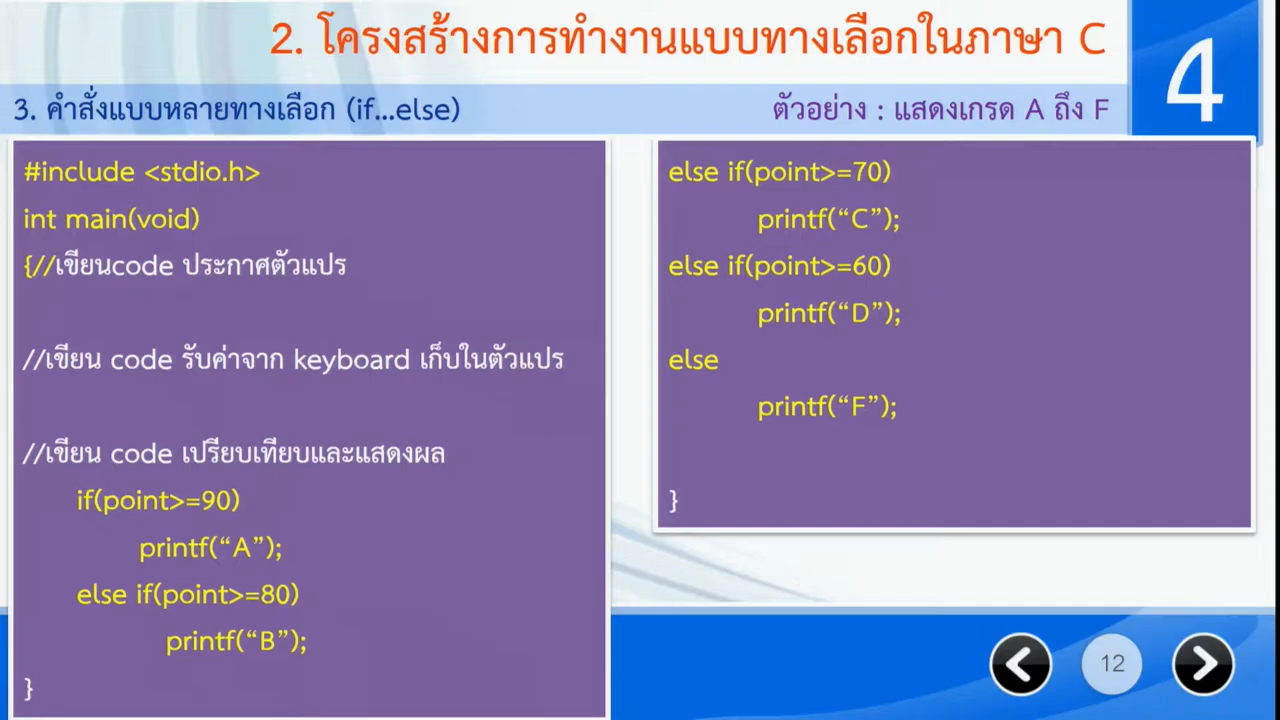 2. โครงสร้างการทำงานแบบทางเลือกในภาษา C
4
3. คำสั่งแบบหลายทางเลือก (if...else)
ตัวอย่าง : แสดงเกรด A ถึง F
#include <stdio.h>
int main(void)
{//เขียนcode ประกาศตัวแปร
//เขียน code รับค่าจาก keyboard เก็บในตัวแปร
//เขียน code เปรียบเทียบและแสดงผล
if(point>=90)
printf(“A”);
else if(point>=80)
printf(“B”);
}
else if(point>=70)
printf(“C”);
else if(point>=60)
printf(“D”);
else
printf(“F”);
}
12